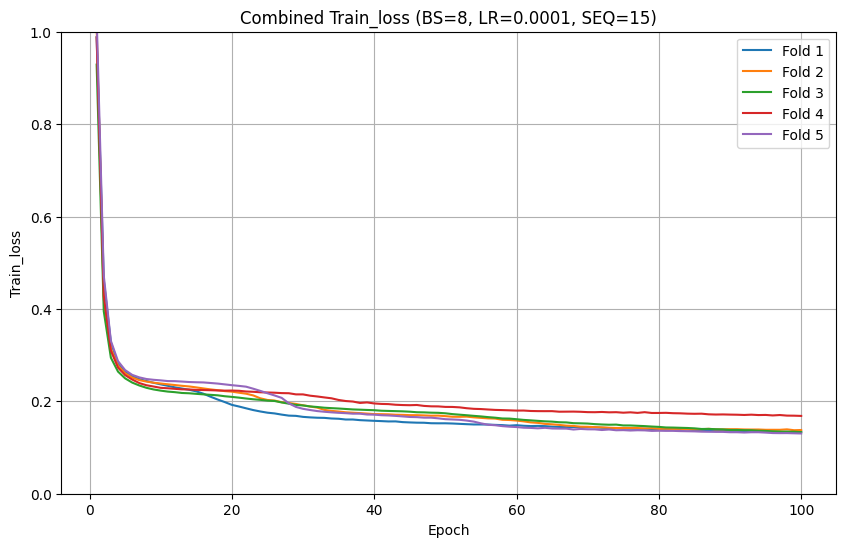 Combined Train_loss (BS=8, LR=0.0001, SEQ=15)
Fold 1
Fold 2
Fold 3
Fold 4
Fold 5
Train_loss
1.0
0.8
0.6
0.4
0.2
0.0
0 20 40 60 80 100
Epoch